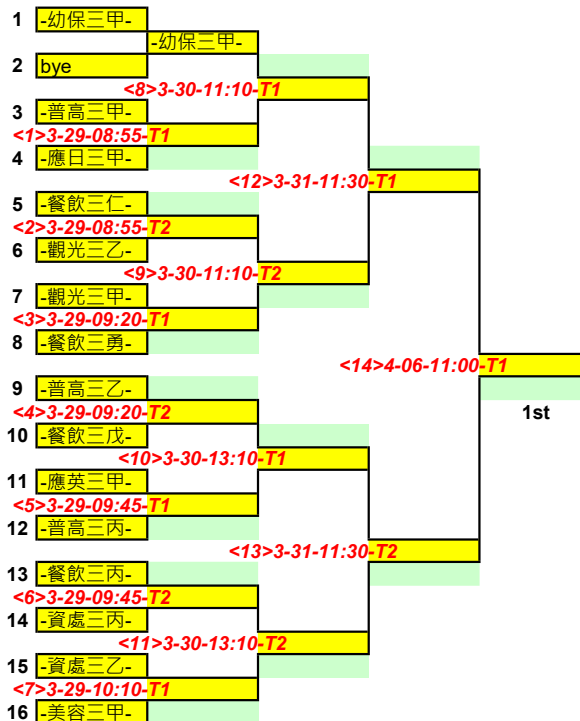 1 -幼保三甲-
-幼保三甲-
2 bye
<8>3-30-11:10-T1
3 -普高三甲-
<1>3-29-08:55-T1
4 -應日三甲-
<12>3-31-11:30-T1
5 -餐飲三仁-
<2>3-29-08:55-T2
6 -觀光三乙-
<9>3-30-11:10-T2
7 -觀光三甲-
<3>3-29-09:20-T1
8 -餐飲三勇-
<14>4-06-11:00-T1
9 -普高三乙-
1st
<4>3-29-09:20-T2
10 -餐飲三戊-
<10>3-30-13:10-T1
11 -應英三甲-
<5>3-29-09:45-T1
12 -普高三丙-
<13>3-31-11:30-T2
13 -餐飲三丙-
<6>3-29-09:45-T2
14 -資處三丙-
<11>3-30-13:10-T2
15 -資處三乙-
<7>3-29-10:10-T1
16 -美容三甲-